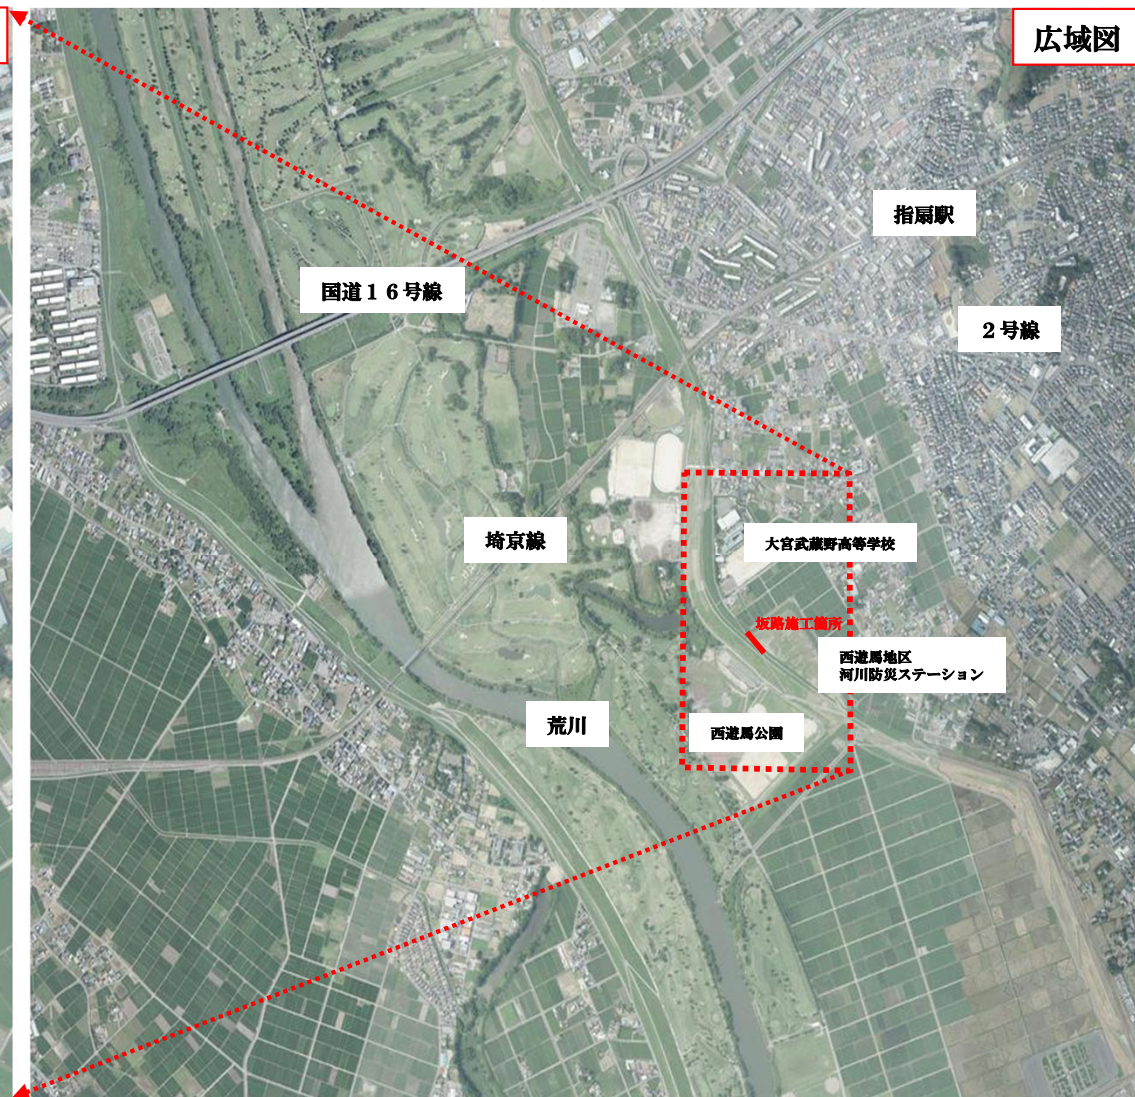 広域図
指扇駅
国道１６号線
２号線
埼京線
大宮武蔵野高等学校
坂路施工箇所
西遊馬地区
河川防災ステーション
荒川
西遊馬公園